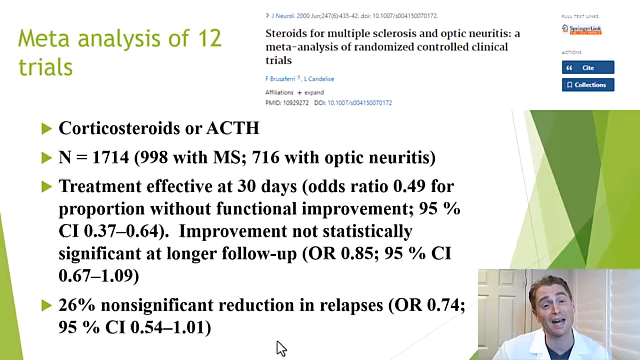 Meta analysis of 12
trials
> J Neurol. 2000 Jun;247(6):435-42. doi: 10.1007/s004150070172.
Steroids for multiple sclerosis and optic neuritis: a
meta-analysis of randomized controlled clinical
trials
F Brusaferri 1, L Candelise
Affiliations + expand
PMID: 10929272 DOI: 10.1007/s004150070172
FULL TEXT LINKS
SpringerLink
ACTIONS
Cite
Collections
Corticosteroids or ACTH
N = 1714 (998 with MS; 716 with optic neuritis)
Treatment effective at 30 days (odds ratio 0.49 for
proportion without functional improvement; 95 %
CI 0.37–0.64). Improvement not statistically
significant at longer follow-up (OR 0.85; 95 % CI
0.67–1.09)
26% nonsignificant reduction in relapses (OR 0.74;
95 % CI 0.54–1.01)